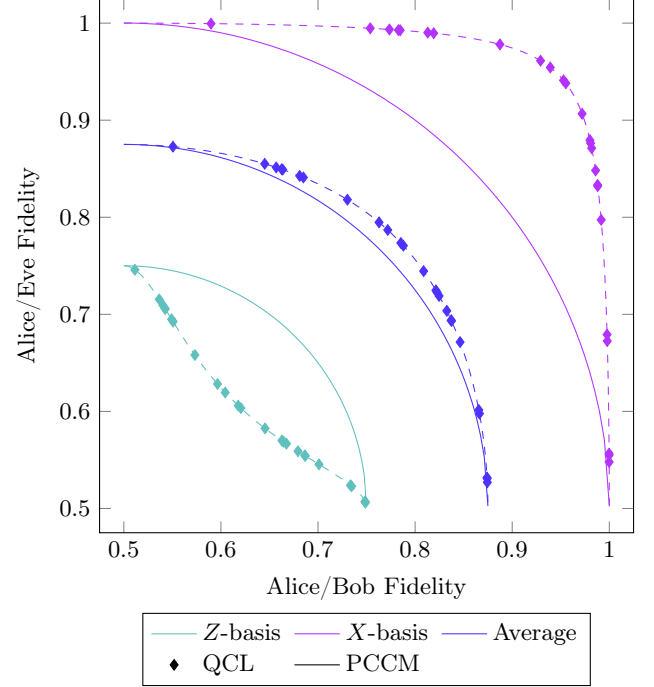 1
0.9
0.8
0.7
0.6
0.5
Alice/Eve Fidelity
0.5 0.6 0.7 0.8 0.9 1
Alice/Bob Fidelity
Z-basis X-basis Average
QCL PCCM